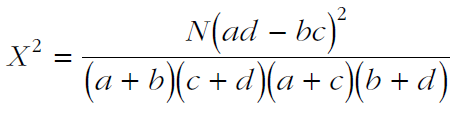 X² = N(ad − bc)² / (a + b)(c + d)(a + c)(b + d)